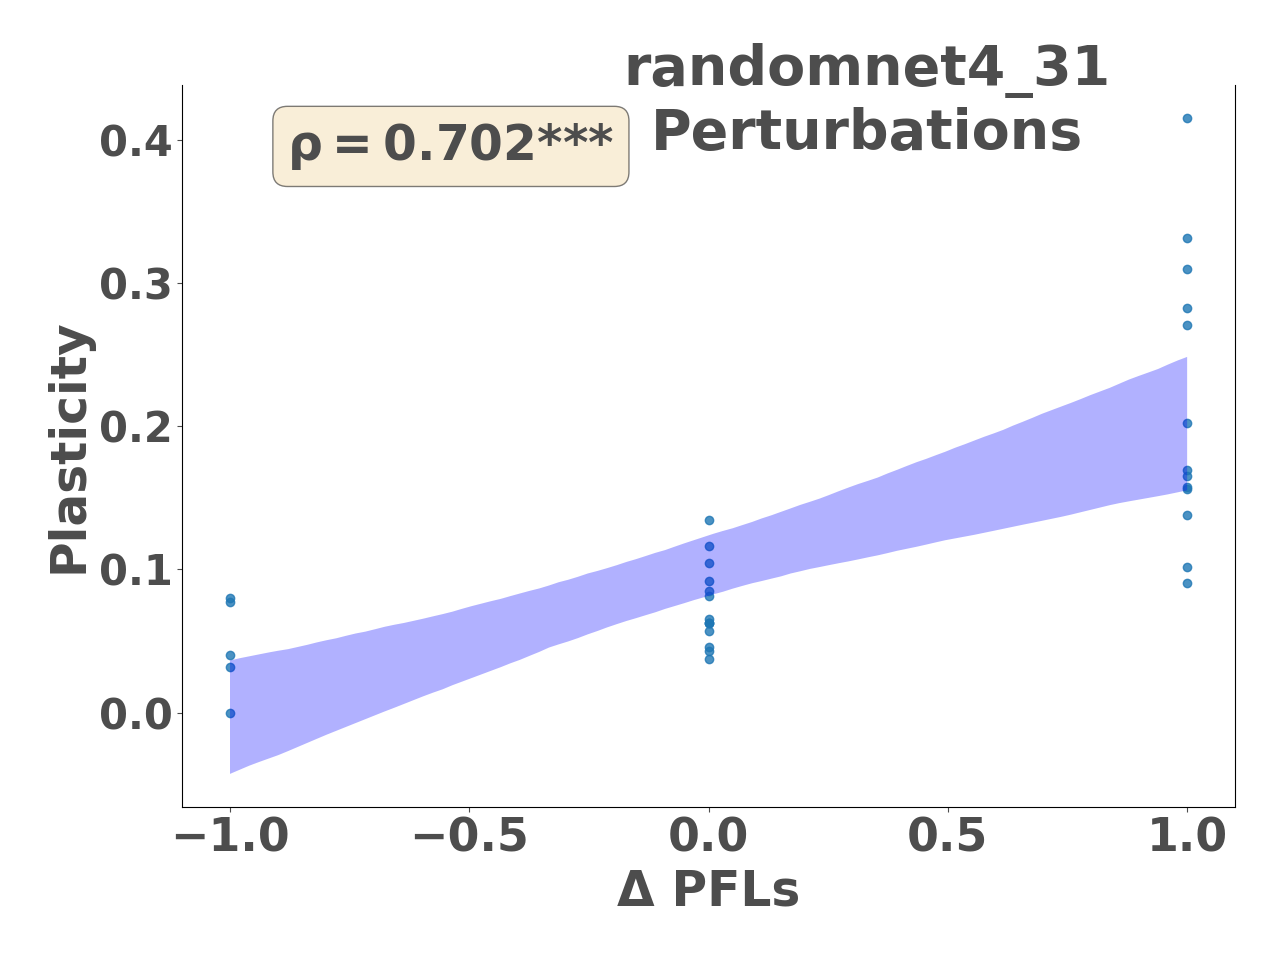 randomnet4_31
Perturbations
ρ = 0.702***
0.4
0.3
0.2
0.1
0.0
Plasticity
−1.0 −0.5 0.0 0.5 1.0
Δ PFLs